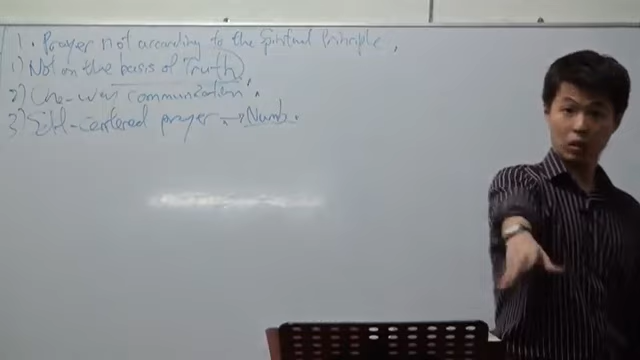 1. Prayer not according to the Spiritual Principle.
1) Not on the basis of Truth.
2) One-way communication.
3) Self-centered prayer → Numb.